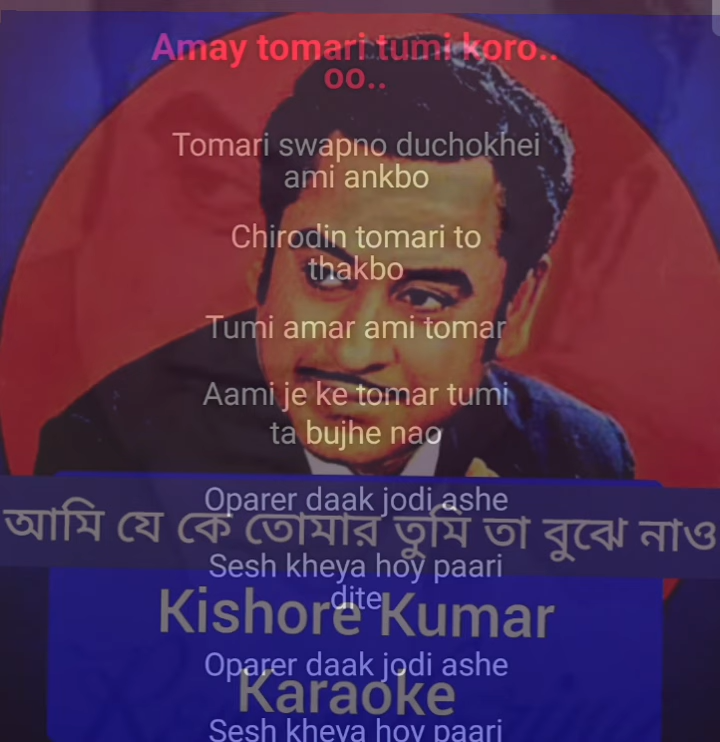 Amay tomari tumi koro..
oo..
Tomari swapno duchokhei
ami ankbo
Chirodin tomari to
thakbo
Tumi amar ami tomar
Aami je ke tomar tumi
ta bujhe nao
Oparer daak jodi ashe
আমি যে কে তোমার তুমি তা বুঝে নাও
Sesh kheya hoy paari
dite
Kishore Kumar
Oparer daak jodi ashe
Karaoke
Sesh kheya hoy paari